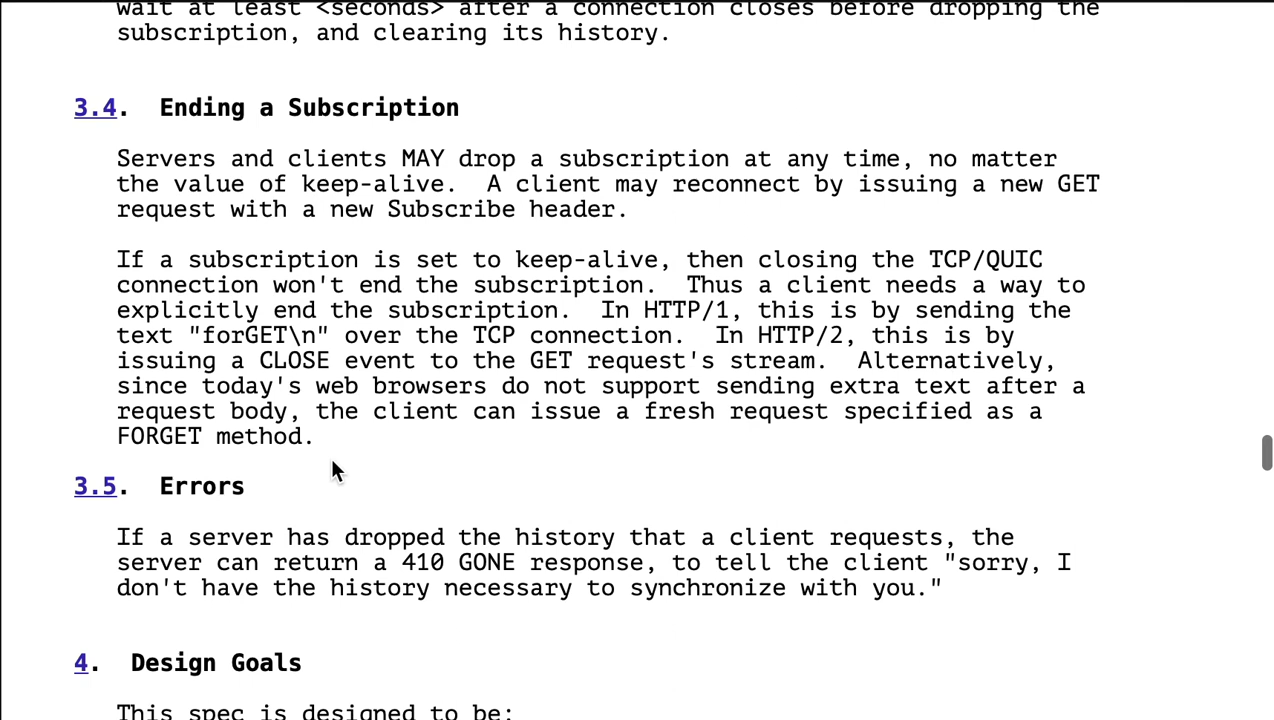 wait at least <seconds> after a connection closes before dropping the
subscription, and clearing its history.
3.4.  Ending a Subscription
Servers and clients MAY drop a subscription at any time, no matter
the value of keep-alive.  A client may reconnect by issuing a new GET
request with a new Subscribe header.
If a subscription is set to keep-alive, then closing the TCP/QUIC
connection won't end the subscription.  Thus a client needs a way to
explicitly end the subscription.  In HTTP/1, this is by sending the
text "forGET\n" over the TCP connection.  In HTTP/2, this is by
issuing a CLOSE event to the GET request's stream.  Alternatively,
since today's web browsers do not support sending extra text after a
request body, the client can issue a fresh request specified as a
FORGET method.
3.5.  Errors
If a server has dropped the history that a client requests, the
server can return a 410 GONE response, to tell the client "sorry, I
don't have the history necessary to synchronize with you."
4.  Design Goals
This spec is designed to be: